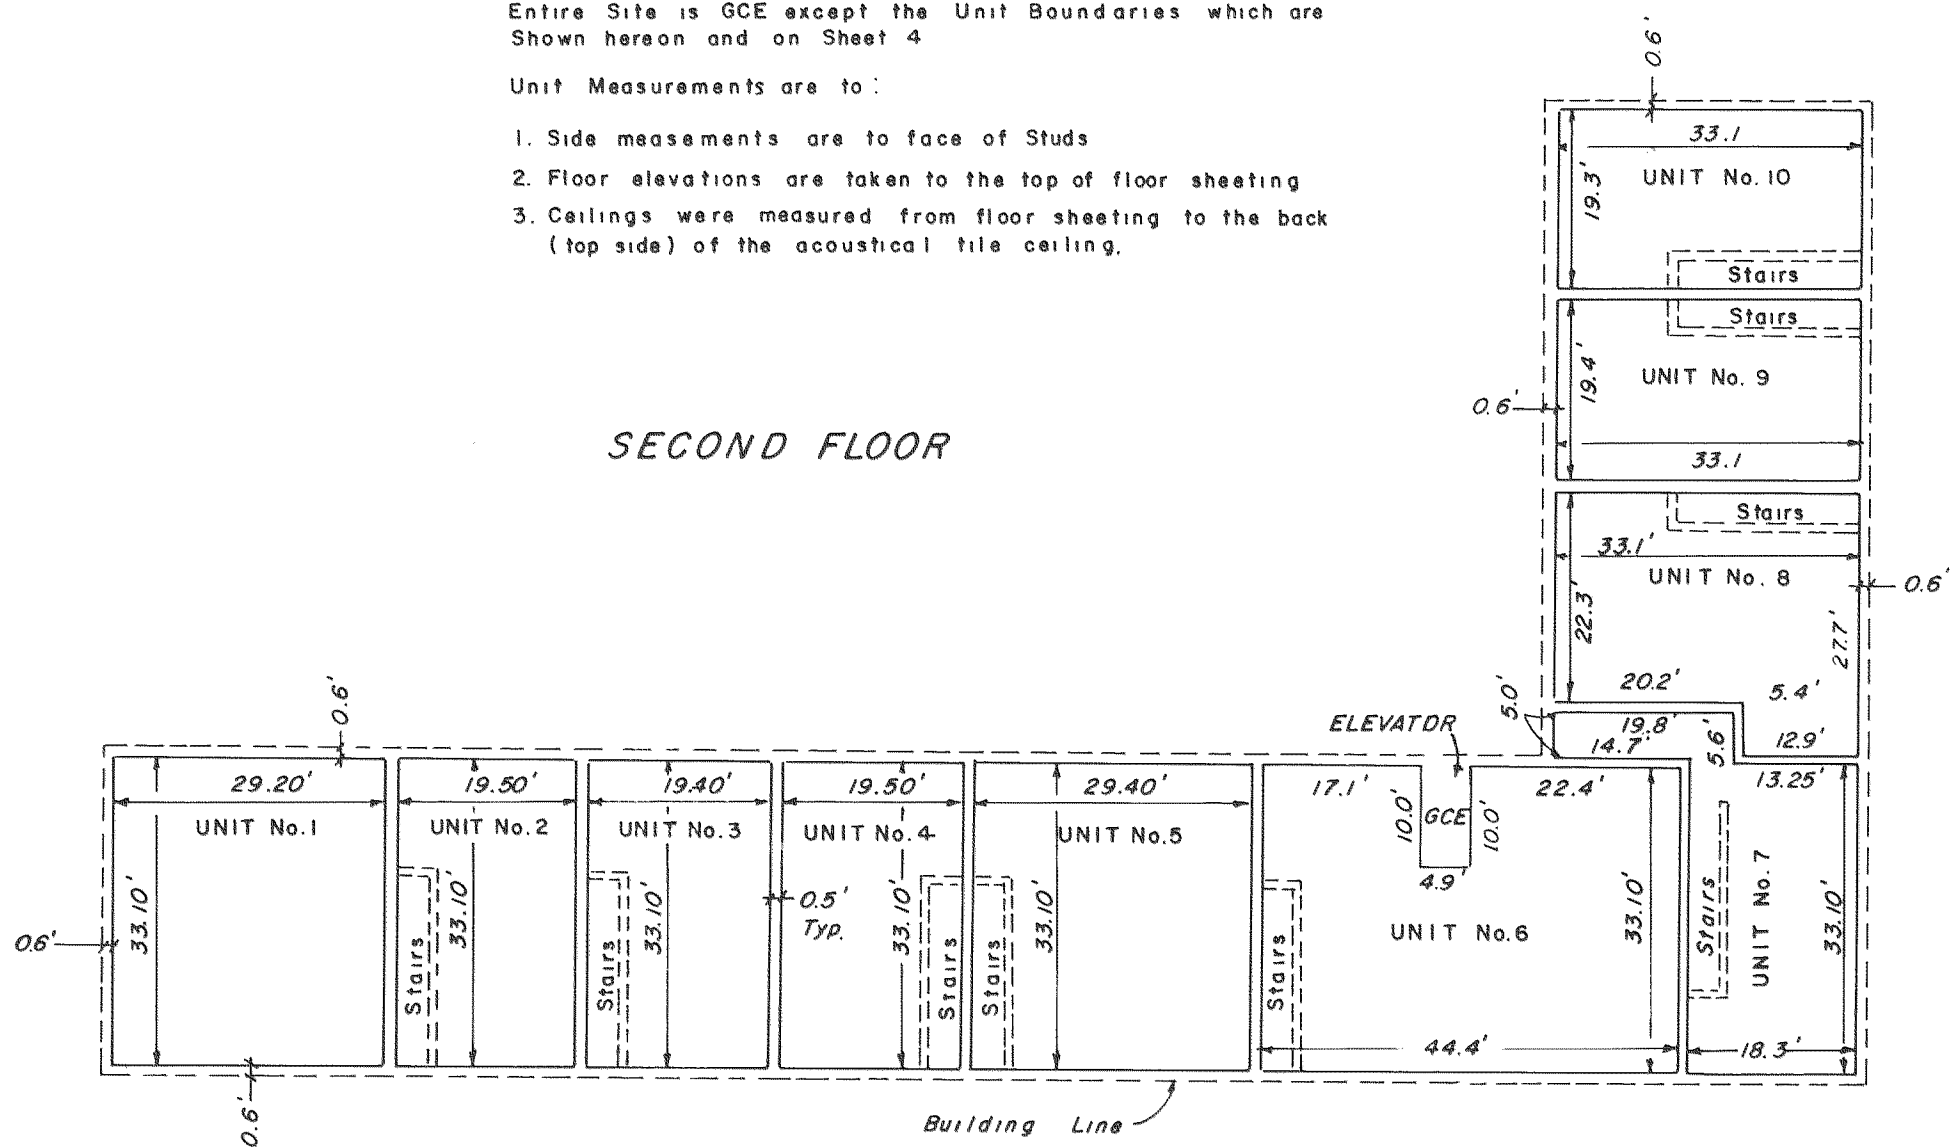 Entire Site is GCE except the Unit Boundaries which are
Shown hereon and on Sheet 4
Unit Measurements are to :
1. Side measements are to face of Studs
2. Floor elevations are taken to the top of floor sheeting
3. Ceilings were measured from floor sheeting to the back
(top side) of the acoustical tile ceiling.
SECOND FLOOR
0.6'
33.1
19.3'
UNIT No. 10
Stairs
Stairs
19.4'
UNIT No. 9
0.6'
33.1
Stairs
33.1'
UNIT No. 8
0.6'
22.3'
27.7'
20.2'
5.4'
5.0'
19.8'
14.7'
5.6'
12.9'
13.25'
ELEVATOR
0.6'
29.20'
UNIT No. 1
33.10'
0.6'
0.6'
19.50'
UNIT No. 2
33.10'
Stairs
19.40'
UNIT No. 3
33.10'
Stairs
0.5'
Typ.
19.50'
UNIT No. 4
33.10'
Stairs
29.40'
UNIT No. 5
33.10'
Stairs
17.1'
10.0'
GCE
10.0'
4.9'
22.4'
UNIT No. 6
33.10'
Stairs
44.4'
Stairs
UNIT No. 7
33.10'
18.3'
Building Line